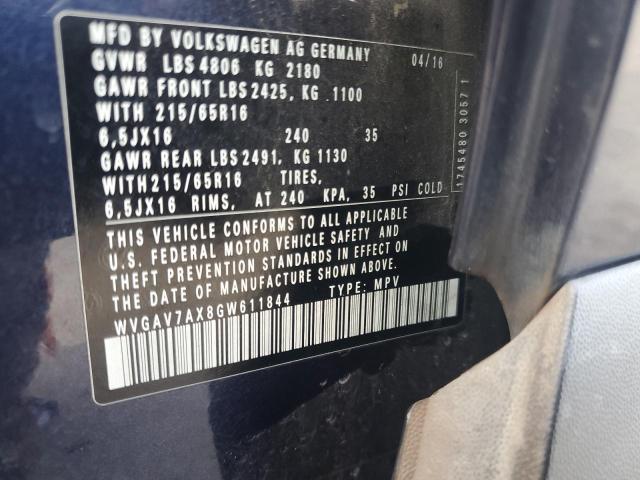 MFD BY VOLKSWAGEN AG GERMANY 04/16
GVWR LBS 4806 KG 2180
GAWR FRONT LBS 2425, KG .1100
WITH 215/65R16
6,5JX16 240 35
GAWR REAR LBS 2491, KG 1130
WITH 215/65R16 TIRES,
6,5JX16 RIMS, AT 240 KPA, 35 PSI COLD
THIS VEHICLE CONFORMS TO ALL APPLICABLE
U.S. FEDERAL MOTOR VEHICLE SAFETY AND
THEFT PREVENTION STANDARDS IN EFFECT ON
THE DATE OF MANUFACTURE SHOWN ABOVE.
WVGAV7AX8GW611844 TYPE: MPV
1745480 3057 1